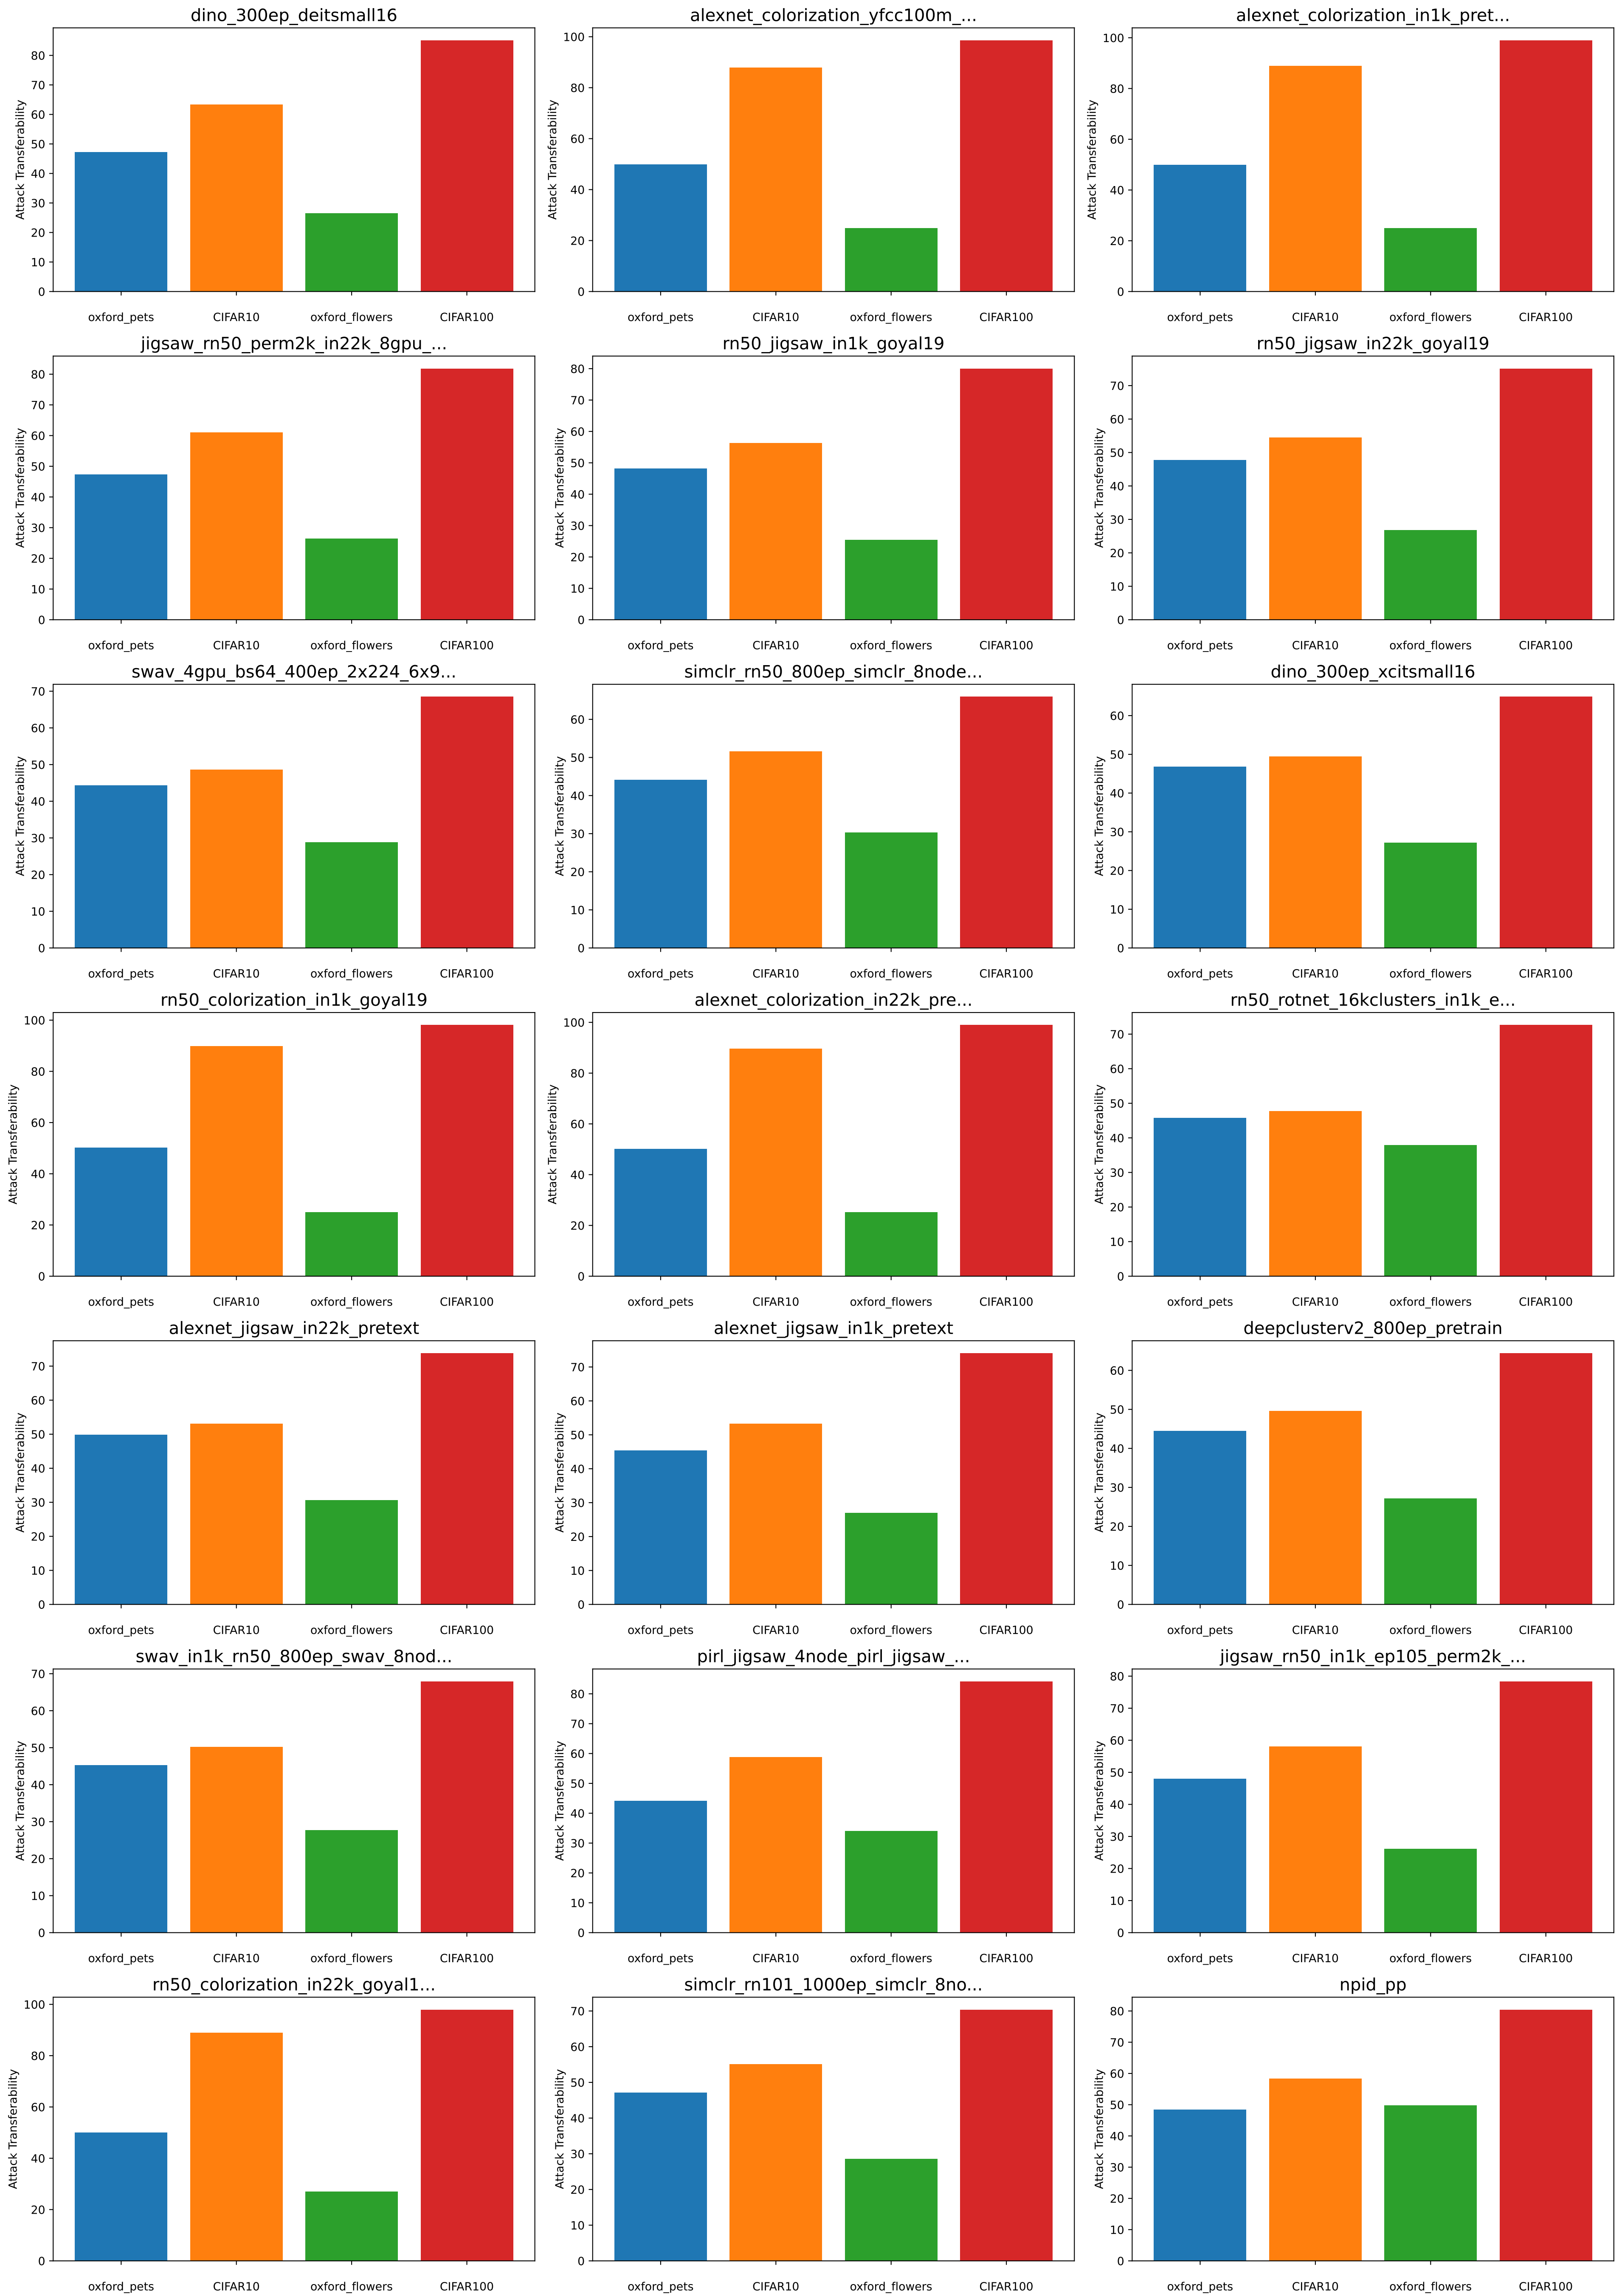 dino_300ep_deitsmall16
Attack Transferability
80
70
60
50
40
30
20
10
0
oxford_pets CIFAR10 oxford_flowers CIFAR100
alexnet_colorization_yfcc100m_...
Attack Transferability
100
80
60
40
20
0
oxford_pets CIFAR10 oxford_flowers CIFAR100
alexnet_colorization_in1k_pret...
Attack Transferability
100
80
60
40
20
0
oxford_pets CIFAR10 oxford_flowers CIFAR100
jigsaw_rn50_perm2k_in22k_8gpu_...
Attack Transferability
80
70
60
50
40
30
20
10
0
oxford_pets CIFAR10 oxford_flowers CIFAR100
rn50_jigsaw_in1k_goyal19
Attack Transferability
80
70
60
50
40
30
20
10
0
oxford_pets CIFAR10 oxford_flowers CIFAR100
rn50_jigsaw_in22k_goyal19
Attack Transferability
70
60
50
40
30
20
10
0
oxford_pets CIFAR10 oxford_flowers CIFAR100
swav_4gpu_bs64_400ep_2x224_6x9...
Attack Transferability
70
60
50
40
30
20
10
0
oxford_pets CIFAR10 oxford_flowers CIFAR100
simclr_rn50_800ep_simclr_8node...
Attack Transferability
60
50
40
30
20
10
0
oxford_pets CIFAR10 oxford_flowers CIFAR100
dino_300ep_xcitsmall16
Attack Transferability
60
50
40
30
20
10
0
oxford_pets CIFAR10 oxford_flowers CIFAR100
rn50_colorization_in1k_goyal19
Attack Transferability
100
80
60
40
20
0
oxford_pets CIFAR10 oxford_flowers CIFAR100
alexnet_colorization_in22k_pre...
Attack Transferability
100
80
60
40
20
0
oxford_pets CIFAR10 oxford_flowers CIFAR100
rn50_rotnet_16kclusters_in1k_e...
Attack Transferability
70
60
50
40
30
20
10
0
oxford_pets CIFAR10 oxford_flowers CIFAR100
alexnet_jigsaw_in22k_pretext
Attack Transferability
70
60
50
40
30
20
10
0
oxford_pets CIFAR10 oxford_flowers CIFAR100
alexnet_jigsaw_in1k_pretext
Attack Transferability
70
60
50
40
30
20
10
0
oxford_pets CIFAR10 oxford_flowers CIFAR100
deepclusterv2_800ep_pretrain
Attack Transferability
60
50
40
30
20
10
0
oxford_pets CIFAR10 oxford_flowers CIFAR100
swav_in1k_rn50_800ep_swav_8nod...
Attack Transferability
70
60
50
40
30
20
10
0
oxford_pets CIFAR10 oxford_flowers CIFAR100
pirl_jigsaw_4node_pirl_jigsaw_...
Attack Transferability
80
70
60
50
40
30
20
10
0
oxford_pets CIFAR10 oxford_flowers CIFAR100
jigsaw_rn50_in1k_ep105_perm2k_...
Attack Transferability
80
70
60
50
40
30
20
10
0
oxford_pets CIFAR10 oxford_flowers CIFAR100
rn50_colorization_in22k_goyal1...
Attack Transferability
100
80
60
40
20
0
oxford_pets CIFAR10 oxford_flowers CIFAR100
simclr_rn101_1000ep_simclr_8no...
Attack Transferability
70
60
50
40
30
20
10
0
oxford_pets CIFAR10 oxford_flowers CIFAR100
npid_pp
Attack Transferability
80
70
60
50
40
30
20
10
0
oxford_pets CIFAR10 oxford_flowers CIFAR100